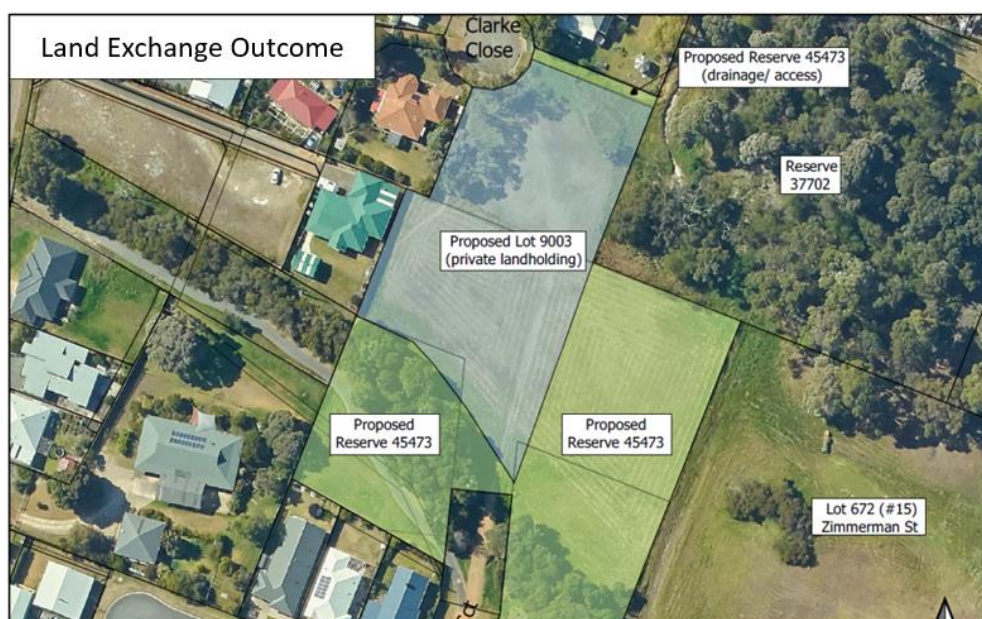 Land Exchange Outcome
Clarke
Close
Proposed Reserve 45473
(drainage/ access)
Reserve
37702
Proposed Lot 9003
(private landholding)
Proposed
Reserve 45473
Proposed
Reserve 45473
Lot 672 (#15)
Zimmerman St
Ct